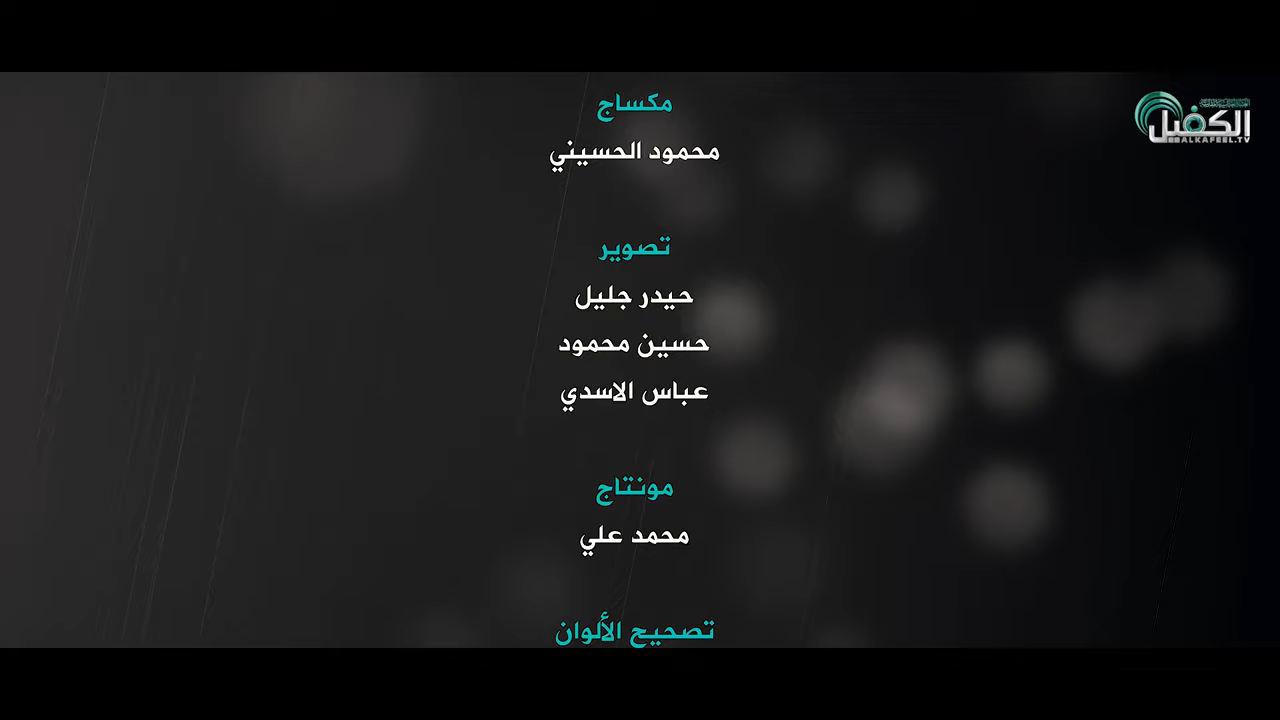 مكساج
الكفيل
ALKAFEEL.TV
محمود الحسيني
تصوير
حيدر جليل
حسين محمود
عباس الاسدي
مونتاج
محمد علي
تصحيح الألوان